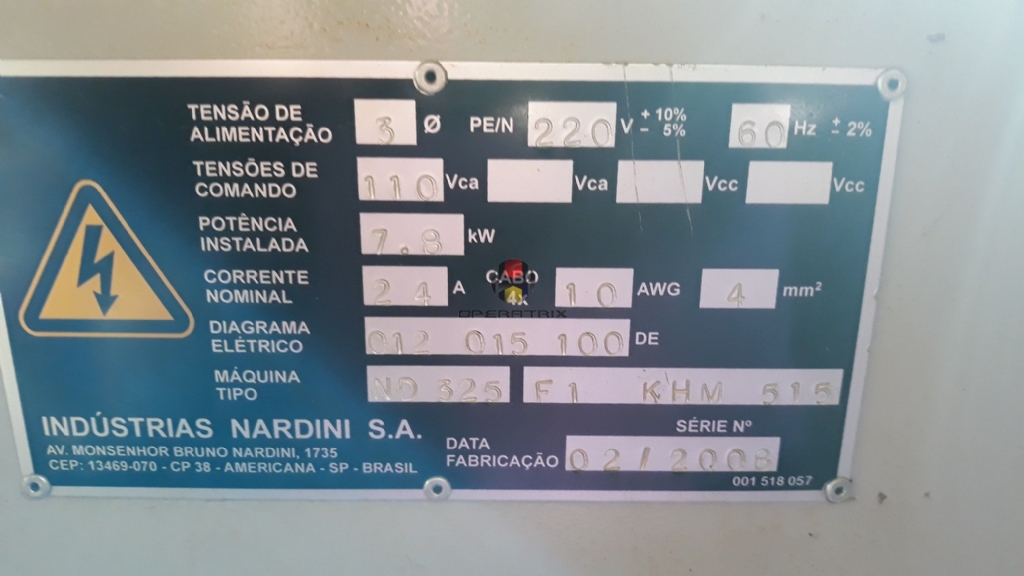 TENSÃO DE ALIMENTAÇÃO 3 Ø PE/N 220 V + 10% - 5% 60 Hz ± 2%
TENSÕES DE COMANDO 110 Vca Vca Vcc Vcc
POTÊNCIA INSTALADA 7.8 kW
CORRENTE NOMINAL 24 A CABO 4x 10 AWG 4 mm²
OPERATRIX
DIAGRAMA ELÉTRICO 012 015 100 DE
MÁQUINA TIPO ND 325 F1 KHM 515
INDÚSTRIAS NARDINI S.A. SÉRIE Nº
AV. MONSENHOR BRUNO NARDINI, 1735
CEP: 13469-070 - CP 38 - AMERICANA - SP - BRASIL
DATA FABRICAÇÃO 02/2008
001 518 057